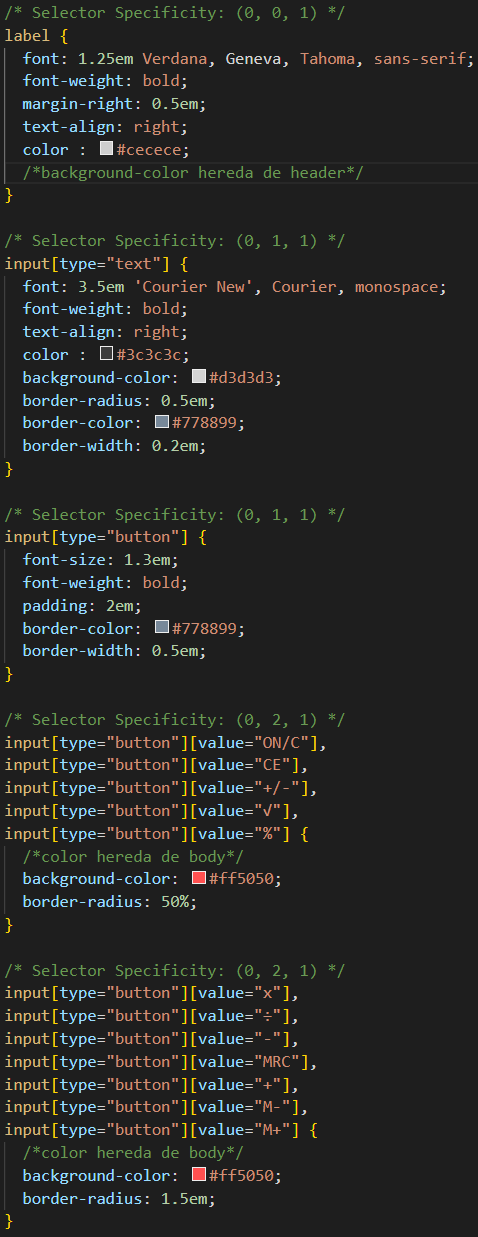 /* Selector Specificity: (0, 0, 1) */
label {
  font: 1.25em Verdana, Geneva, Tahoma, sans-serif;
  font-weight: bold;
  margin-right: 0.5em;
  text-align: right;
  color : #cecece;
  /*background-color hereda de header*/
}

/* Selector Specificity: (0, 1, 1) */
input[type="text"] {
  font: 3.5em 'Courier New', Courier, monospace;
  font-weight: bold;
  text-align: right;
  color : #3c3c3c;
  background-color: #d3d3d3;
  border-radius: 0.5em;
  border-color: #778899;
  border-width: 0.2em;
}

/* Selector Specificity: (0, 1, 1) */
input[type="button"] {
  font-size: 1.3em;
  font-weight: bold;
  padding: 2em;
  border-color: #778899;
  border-width: 0.5em;
}

/* Selector Specificity: (0, 2, 1) */
input[type="button"][value="ON/C"],
input[type="button"][value="CE"],
input[type="button"][value="+/-"],
input[type="button"][value="√"],
input[type="button"][value="%"] {
  /*color hereda de body*/
  background-color: #ff5050;
  border-radius: 50%;
}

/* Selector Specificity: (0, 2, 1) */
input[type="button"][value="x"],
input[type="button"][value="÷"],
input[type="button"][value="-"],
input[type="button"][value="MRC"],
input[type="button"][value="+"],
input[type="button"][value="M-"],
input[type="button"][value="M+"] {
  /*color hereda de body*/
  background-color: #ff5050;
  border-radius: 1.5em;
}